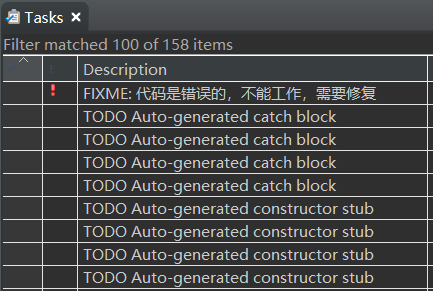 Tasks
Filter matched 100 of 158 items
! Description
FIXME: 代码是错误的，不能工作，需要修复
TODO Auto-generated catch block
TODO Auto-generated catch block
TODO Auto-generated catch block
TODO Auto-generated catch block
TODO Auto-generated constructor stub
TODO Auto-generated constructor stub
TODO Auto-generated constructor stub
TODO Auto-generated constructor stub